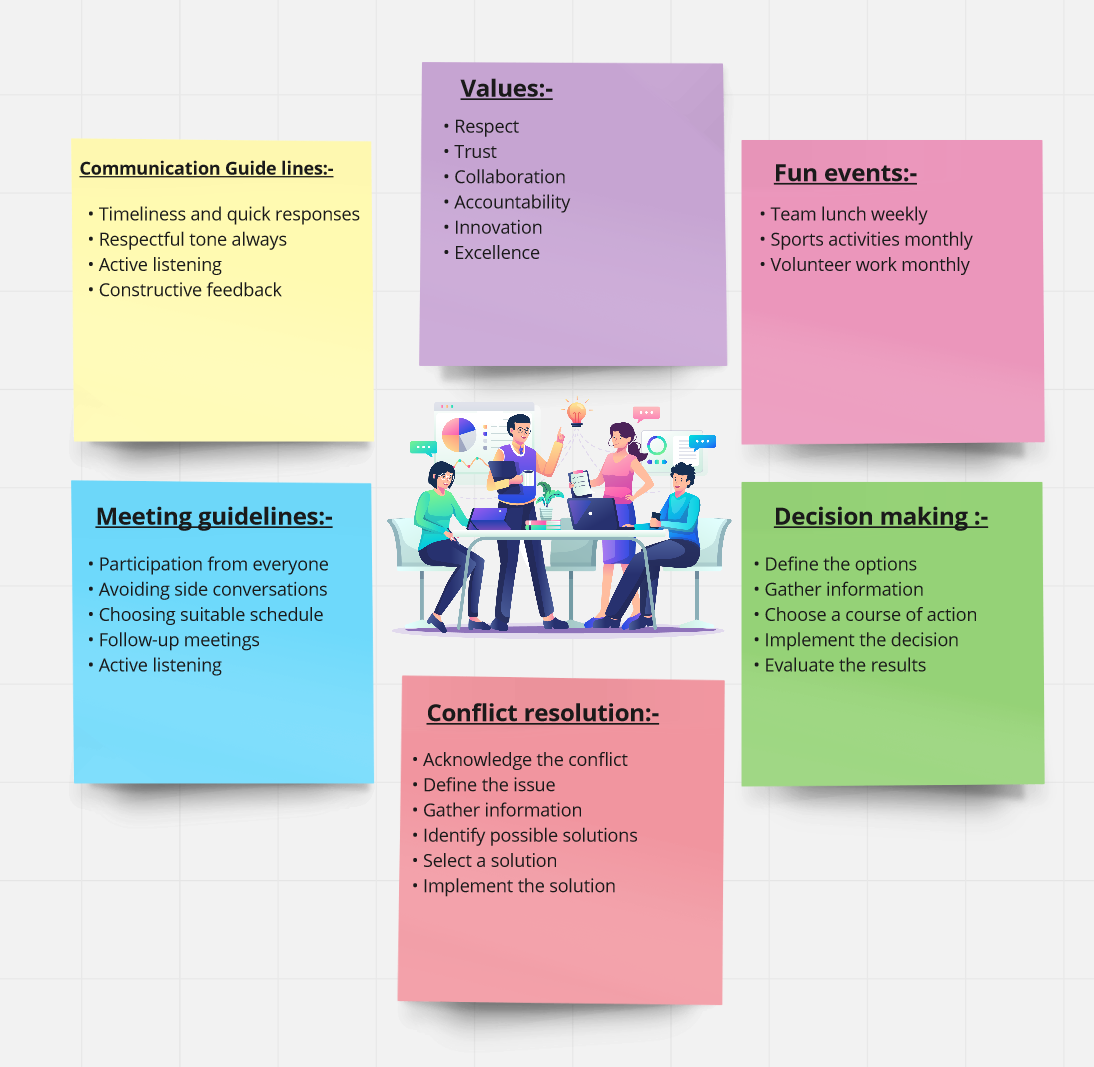 Values:-
• Respect
• Trust
• Collaboration
• Accountability
• Innovation
• Excellence
Communication Guide lines:-
• Timeliness and quick responses
• Respectful tone always
• Active listening
• Constructive feedback
Fun events:-
• Team lunch weekly
• Sports activities monthly
• Volunteer work monthly
Meeting guidelines:-
• Participation from everyone
• Avoiding side conversations
• Choosing suitable schedule
• Follow-up meetings
• Active listening
Decision making :-
• Define the options
• Gather information
• Choose a course of action
• Implement the decision
• Evaluate the results
Conflict resolution:-
• Acknowledge the conflict
• Define the issue
• Gather information
• Identify possible solutions
• Select a solution
• Implement the solution